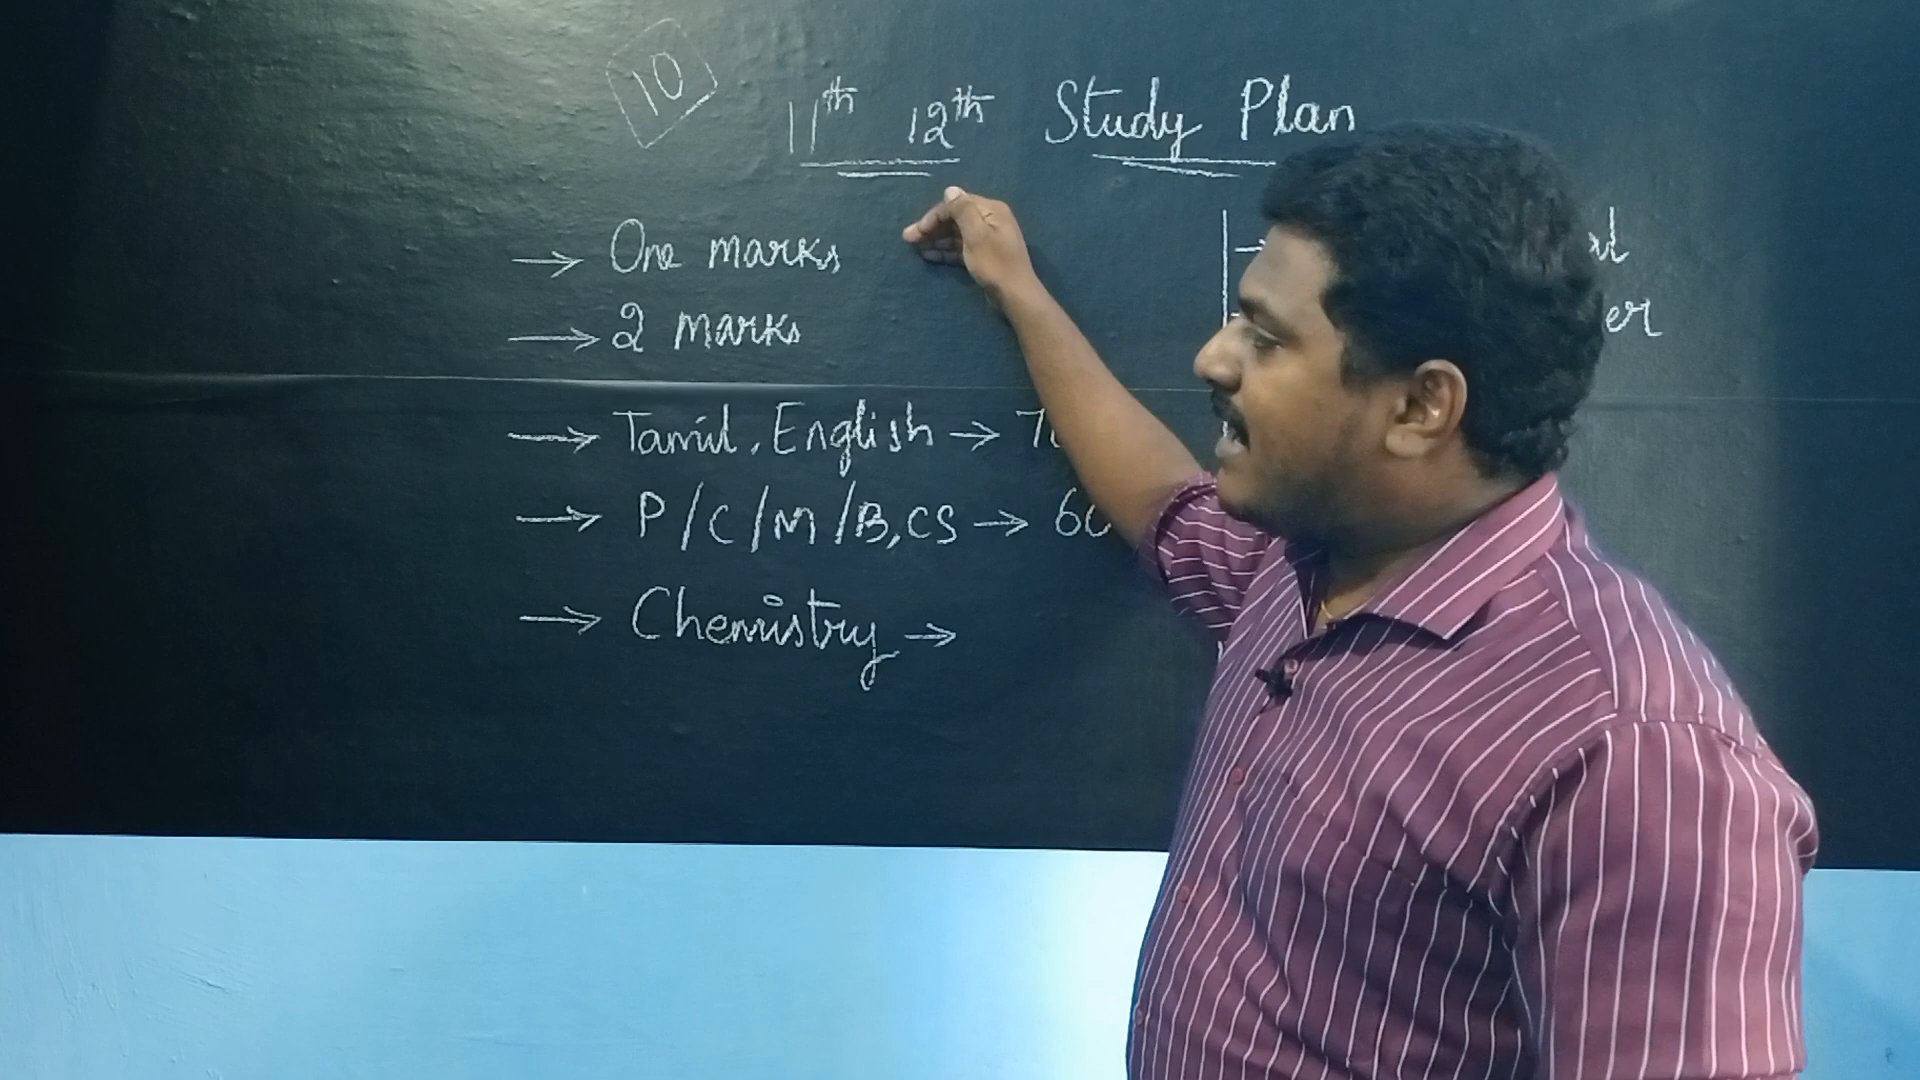 10
11th 12th Study Plan
→ One marks
→ 2 marks
→ Tamil, English →
→ P/C/M/B,CS →
→ Chemistry →